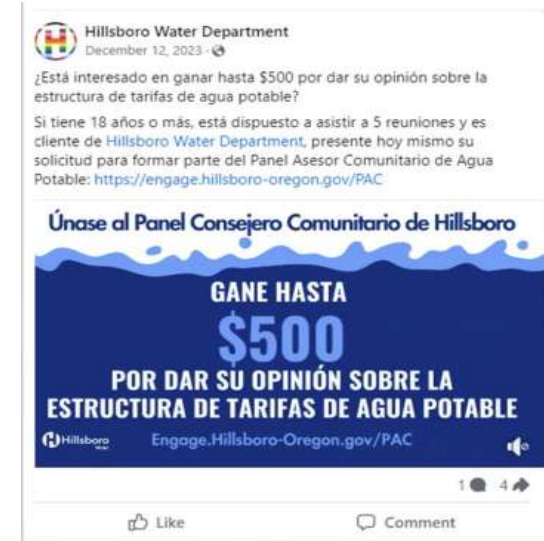 Hillsboro Water Department
December 12, 2023 ·
¿Está interesado en ganar hasta $500 por dar su opinión sobre la
estructura de tarifas de agua potable?
Si tiene 18 años o más, está dispuesto a asistir a 5 reuniones y es
cliente de Hillsboro Water Department, presente hoy mismo su
solicitud para formar parte del Panel Asesor Comunitario de Agua
Potable: https://engage.hillsboro-oregon.gov/PAC
Únase al Panel Consejero Comunitario de Hillsboro
GANE HASTA
$500
POR DAR SU OPINIÓN SOBRE LA
ESTRUCTURA DE TARIFAS DE AGUA POTABLE
Hillsboro
Engage.Hillsboro-Oregon.gov/PAC
1 4
Like Comment